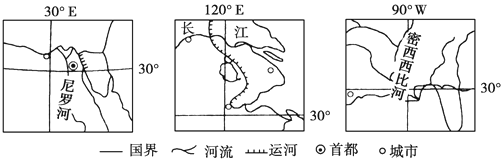 30° E
120° E
90° W
尼罗河
30°
长江
30°
密西西比河
30°
国界
河流
运河
首都
城市